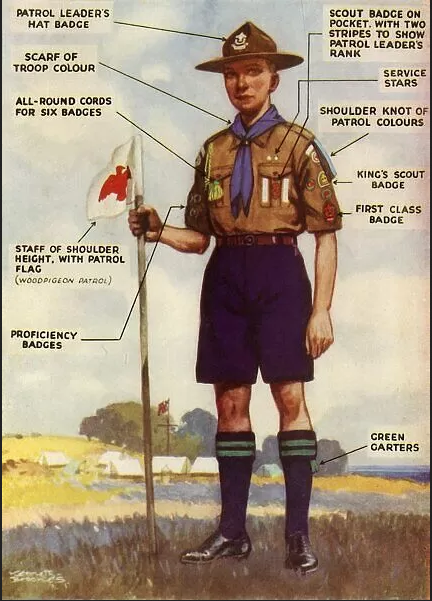 PATROL LEADER'S
HAT BADGE
SCARF OF
TROOP COLOUR
ALL-ROUND CORDS
FOR SIX BADGES
STAFF OF SHOULDER
HEIGHT, WITH PATROL
FLAG
(WOODPIGEON PATROL)
PROFICIENCY
BADGES
SCOUT BADGE ON
POCKET. WITH TWO
STRIPES TO SHOW
PATROL LEADER'S
RANK
SERVICE
STARS
SHOULDER KNOT OF
PATROL COLOURS
KING'S SCOUT
BADGE
FIRST CLASS
BADGE
GREEN
GARTERS